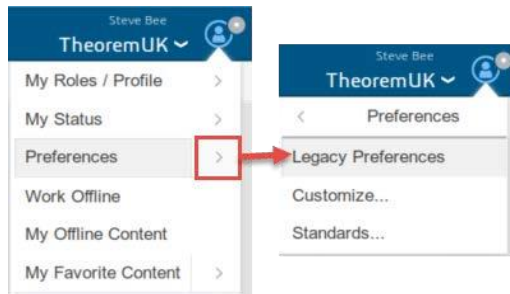 Steve Bee
TheoremUK
My Roles / Profile
My Status
Preferences
Work Offline
My Offline Content
My Favorite Content
Steve Bee
TheoremUK
Preferences
Legacy Preferences
Customize...
Standards...